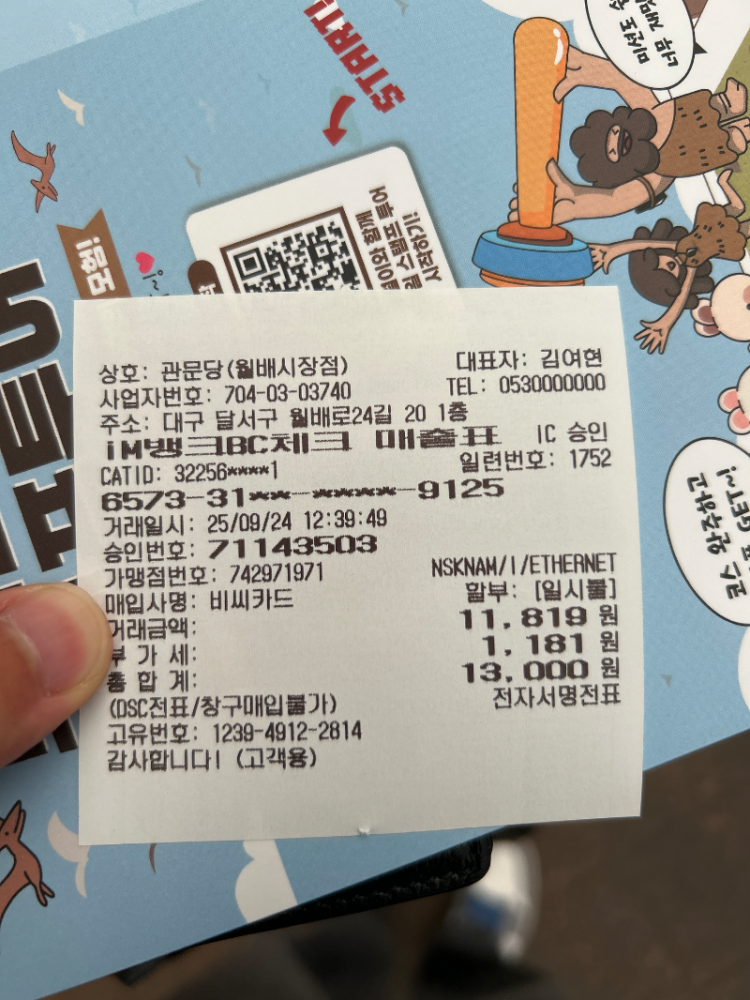 START!
모험!
상호: 관문당(월배시장점) 대표자: 김여현
사업자번호: 704-03-03740 TEL: 0530000000
주소: 대구 달서구 월배로24길 20 1층
iM뱅크BC체크 매출표 IC 승인
CATID: 32256****1 일련번호: 1752
6573-31**-****-9125
거래일시: 25/09/24 12:39:49
승인번호: 71143503
가맹점번호: 742971971 NSKNAM/I/ETHERNET
매입사명: 비씨카드 할부: [일시불]
거래금액: 11,819 원
부 가 세: 1,181 원
총 합 계: 13,000 원
(DSC전표/창구매입불가) 전자서명전표
고유번호: 1239-4912-2814
감사합니다! (고객용)